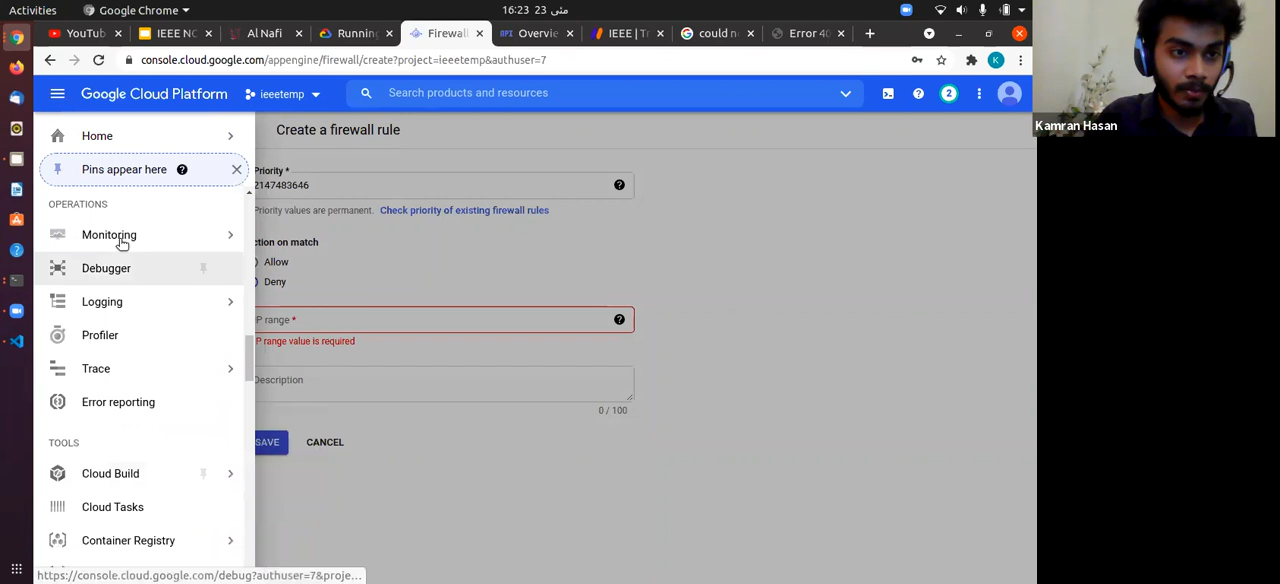 Activities
Google Chrome
16:23 23 مئی
YouTub
IEEE NC
Al Nafi
Running
Firewall
Overvie
IEEE | Tr
could n
Error 40
console.cloud.google.com/appengine/firewall/create?project=ieeetemp&authuser=7
K
Google Cloud Platform
ieeetemp
Search products and resources
2
Kamran Hasan
Home
Pins appear here
OPERATIONS
Monitoring
Debugger
Logging
Profiler
Trace
Error reporting
TOOLS
Cloud Build
Cloud Tasks
Container Registry
https://console.cloud.google.com/debug?authuser=7&proje...
Create a firewall rule
Priority *
2147483646
Priority values are permanent. Check priority of existing firewall rules
ction on match
Allow
Deny
P range *
P range value is required
Description
0 / 100
SAVE
CANCEL